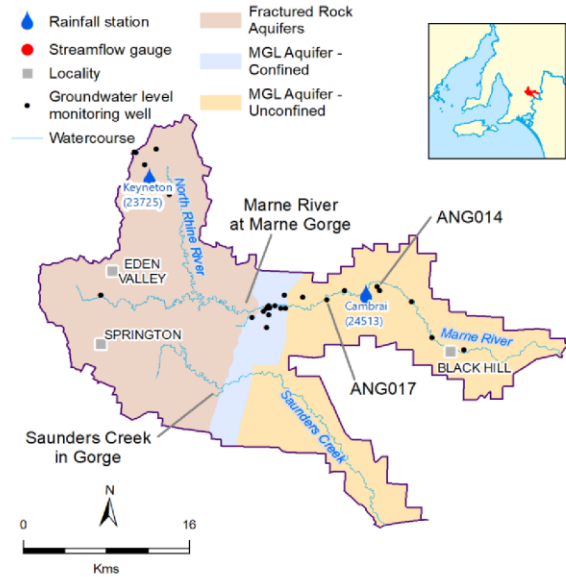 Rainfall station
Streamflow gauge
Locality
Groundwater level
monitoring well
Watercourse
Fractured Rock
Aquifers
MGL Aquifer -
Confined
MGL Aquifer -
Unconfined
Keyneton
(23725)
North Rhine River
Marne River
at Marne Gorge
ANG014
EDEN
VALLEY
Cambrai
(24513)
SPRINGTON
Marne River
BLACK HILL
ANG017
Saunders Creek
in Gorge
Saunders Creek
N
0
16
Kms